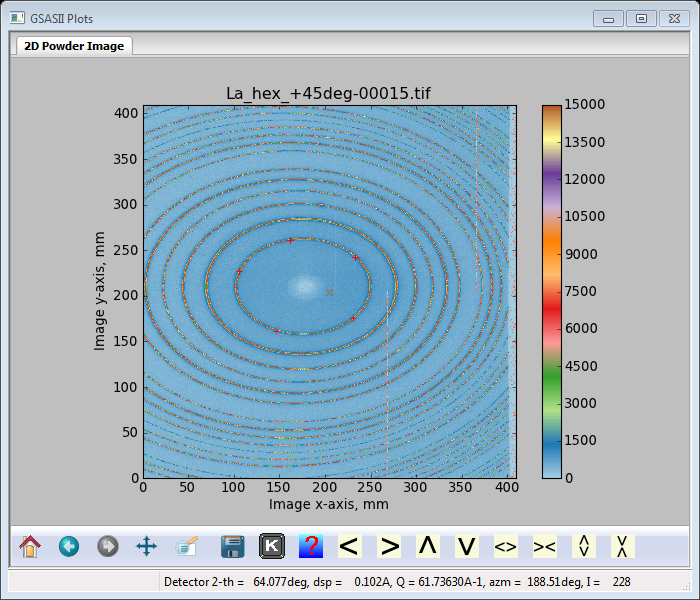 GSASII Plots
2D Powder Image
La_hex_+45deg-00015.tif
400
350
300
250
200
150
100
50
0
Image y-axis, mm
0 50 100 150 200 250 300 350 400
Image x-axis, mm
15000
13500
12000
10500
9000
7500
6000
4500
3000
1500
0
K ? < > Λ V <> >< 
Detector 2-th = 64.077deg, dsp = 0.102A, Q = 61.73630A-1, azm = 188.51deg, I = 228